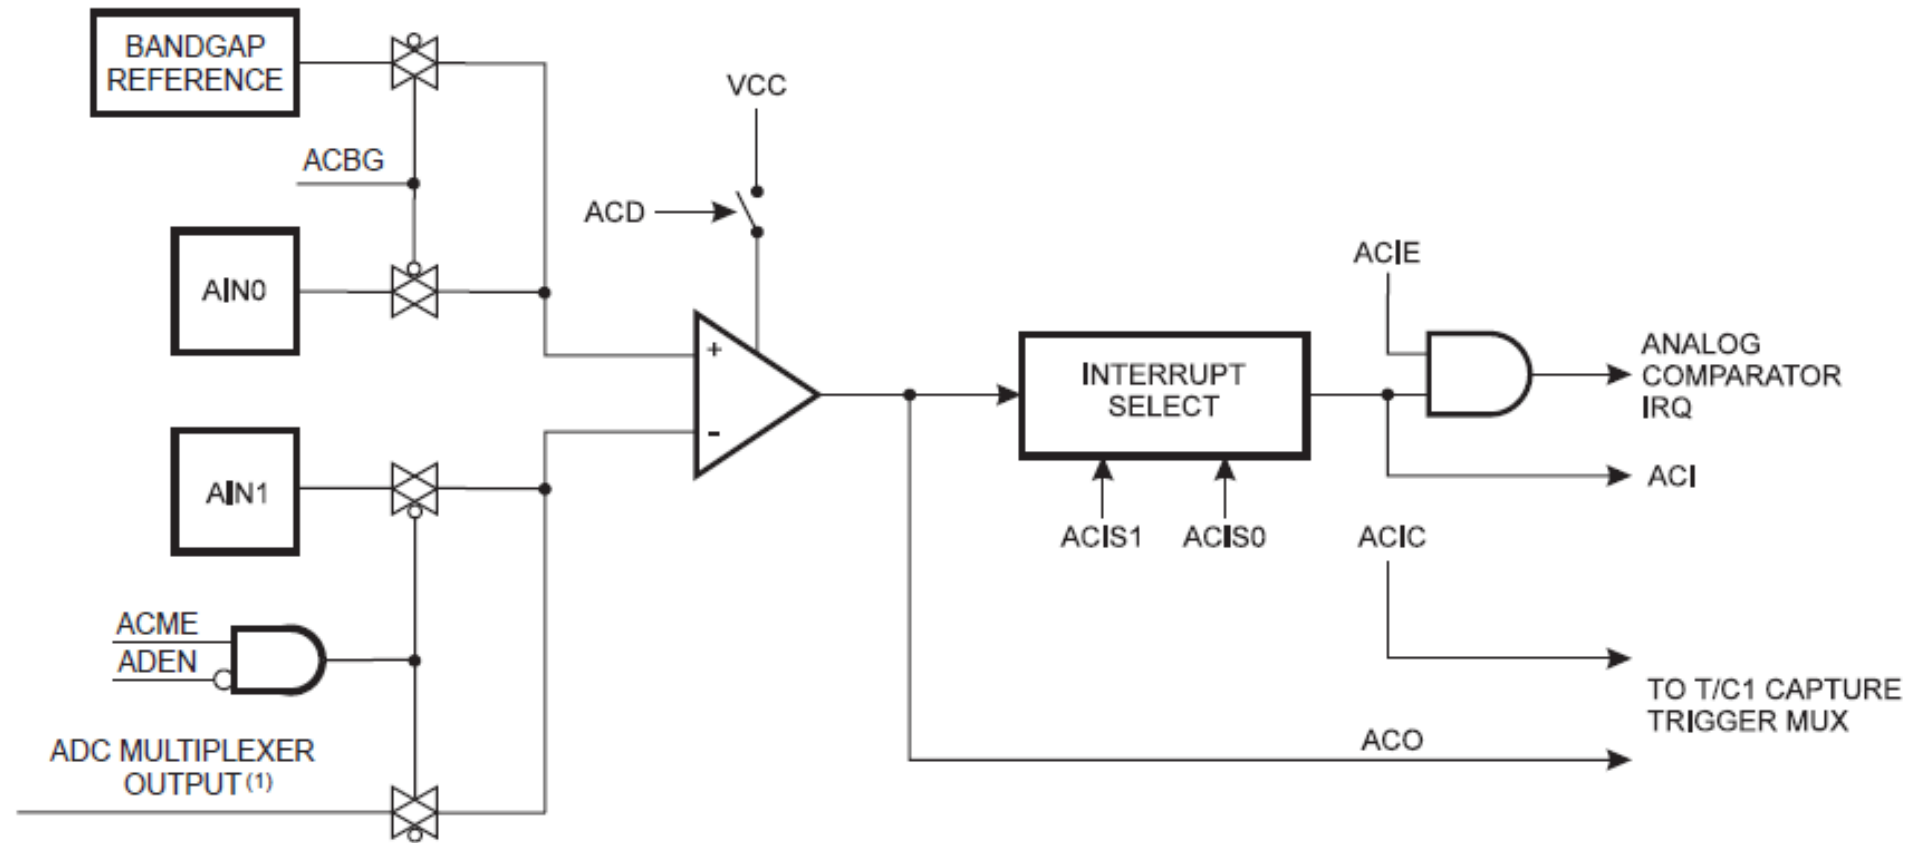 BANDGAP
REFERENCE
VCC
ACBG
ACD
AIN0
ACIE
+
INTERRUPT
SELECT
ANALOG
COMPARATOR
IRQ
-
AIN1
ACI
ACIS1
ACIS0
ACIC
ACME
ADEN
TO T/C1 CAPTURE
TRIGGER MUX
ACO
ADC MULTIPLEXER
OUTPUT (1)